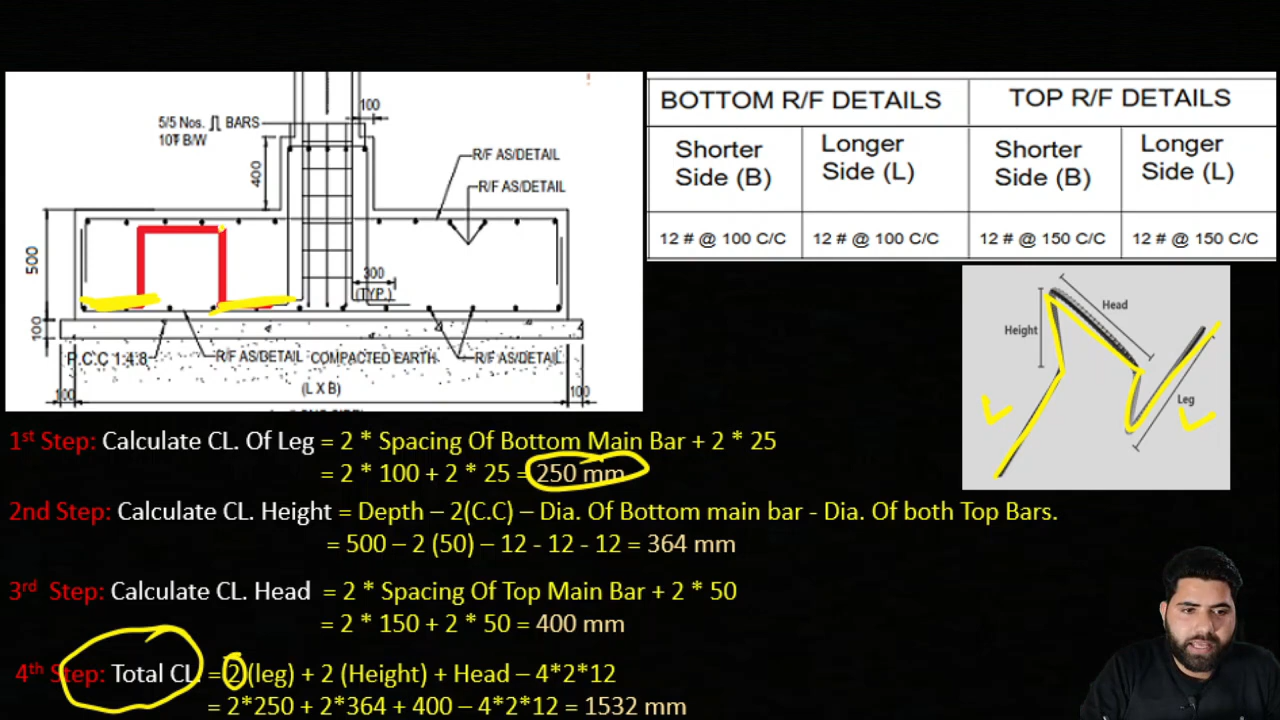 100
5/5 Nos. BARS
10T B/W
R/F AS/DETAIL
400
R/F AS/DETAIL
500
300
(TYP.)
100
P.C.C 1:4:8
R/F AS/DETAIL
COMPACTED EARTH
R/F AS/DETAIL
(L X B)
100
100
BOTTOM R/F DETAILS
TOP R/F DETAILS
Shorter Side (B)
Longer Side (L)
Shorter Side (B)
Longer Side (L)
12 # @ 100 C/C
12 # @ 100 C/C
12 # @ 150 C/C
12 # @ 150 C/C
Head
Height
Leg
1st Step: Calculate CL. Of Leg = 2 * Spacing Of Bottom Main Bar + 2 * 25
= 2 * 100 + 2 * 25 = 250 mm
2nd Step: Calculate CL. Height = Depth – 2(C.C) – Dia. Of Bottom main bar - Dia. Of both Top Bars.
= 500 – 2 (50) – 12 - 12 - 12 = 364 mm
3rd Step: Calculate CL. Head = 2 * Spacing Of Top Main Bar + 2 * 50
= 2 * 150 + 2 * 50 = 400 mm
4th Step: Total CL. = 2 (leg) + 2 (Height) + Head – 4*2*12
= 2*250 + 2*364 + 400 – 4*2*12 = 1532 mm